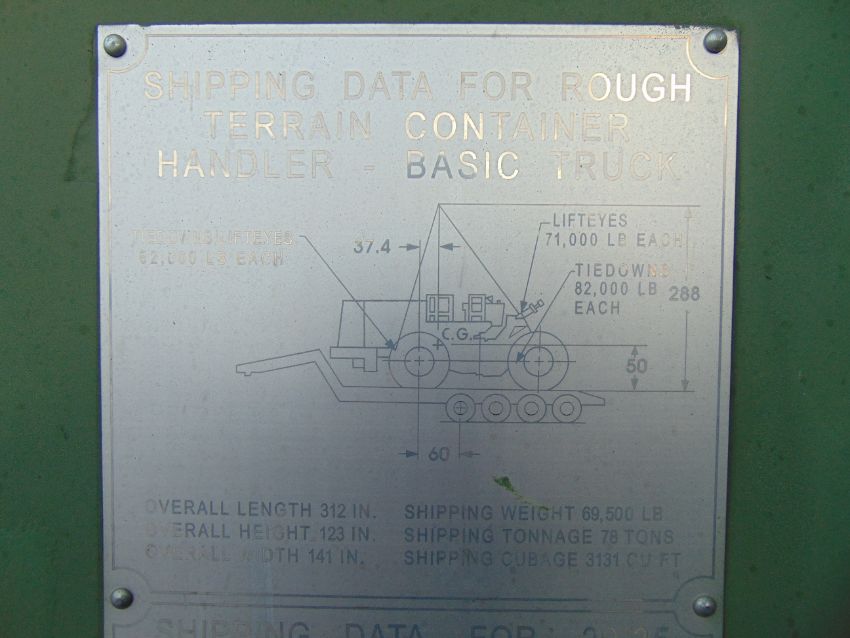 SHIPPING DATA FOR ROUGH
TERRAIN CONTAINER
HANDLER - BASIC TRUCK
TIEDOWNS/LIFTEYES
82,000 LB EACH
37.4
LIFTEYES
71,000 LB EACH
TIEDOWNS
82,000 LB
EACH
288
C.G.
50
60
OVERALL LENGTH 312 IN. SHIPPING WEIGHT 69,500 LB
OVERALL HEIGHT 123 IN. SHIPPING TONNAGE 78 TONS
OVERALL WIDTH 141 IN. SHIPPING CUBAGE 3131 CU FT
SHIPPING DATA FOR